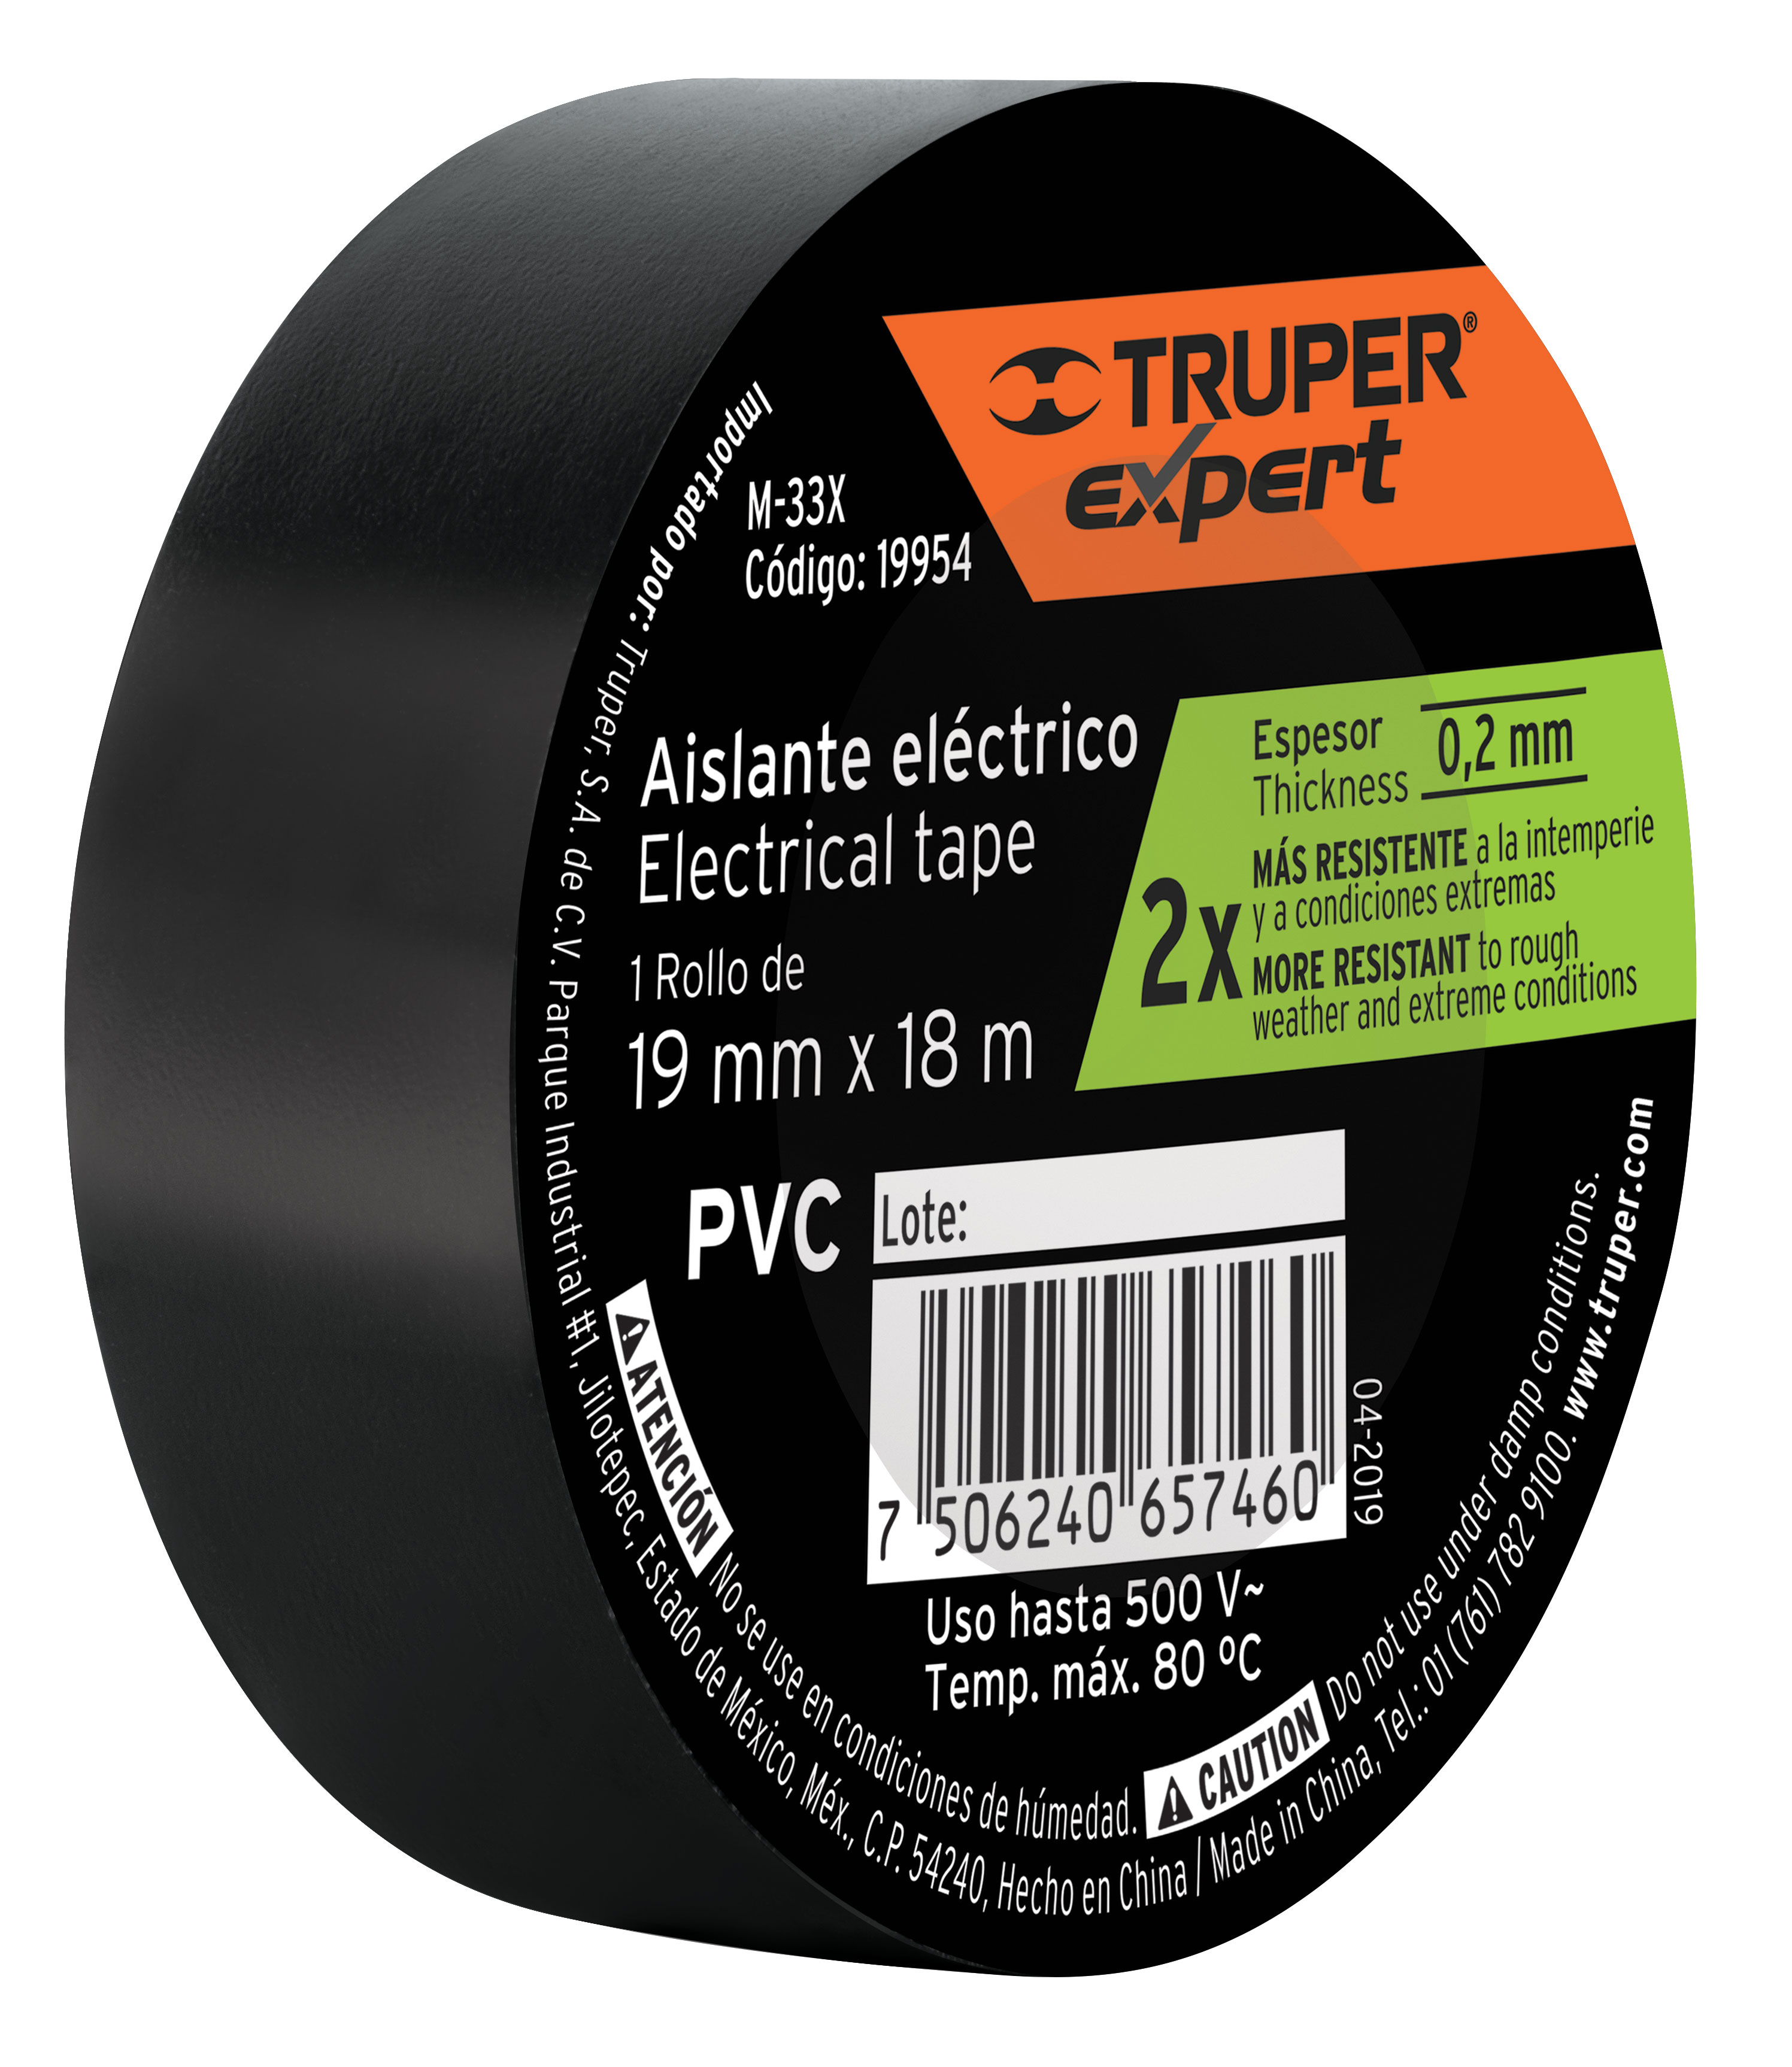 TRUPER®
expert
M-33X
Código: 19954
Aislante eléctrico
Electrical tape
1 Rollo de
19 mm x 18 m
Espesor
Thickness
0,2 mm
2x
MÁS RESISTENTE a la intemperie
y a condiciones extremas
MORE RESISTANT to rough
weather and extreme conditions
PVC
Lote:
7 506240 657460
04-2019
Uso hasta 500 V~
Temp. máx. 80 ºC
ATENCIÓN No se use en condiciones de húmedad.
CAUTION Do not use under damp conditions.
Importado por: Truper, S.A. de C.V. Parque Industrial #1, Jilotepec, Estado de México, Méx., C.P. 54240, Hecho en China / Made in China, Tel.: 01 (761) 782 9100. www.truper.com